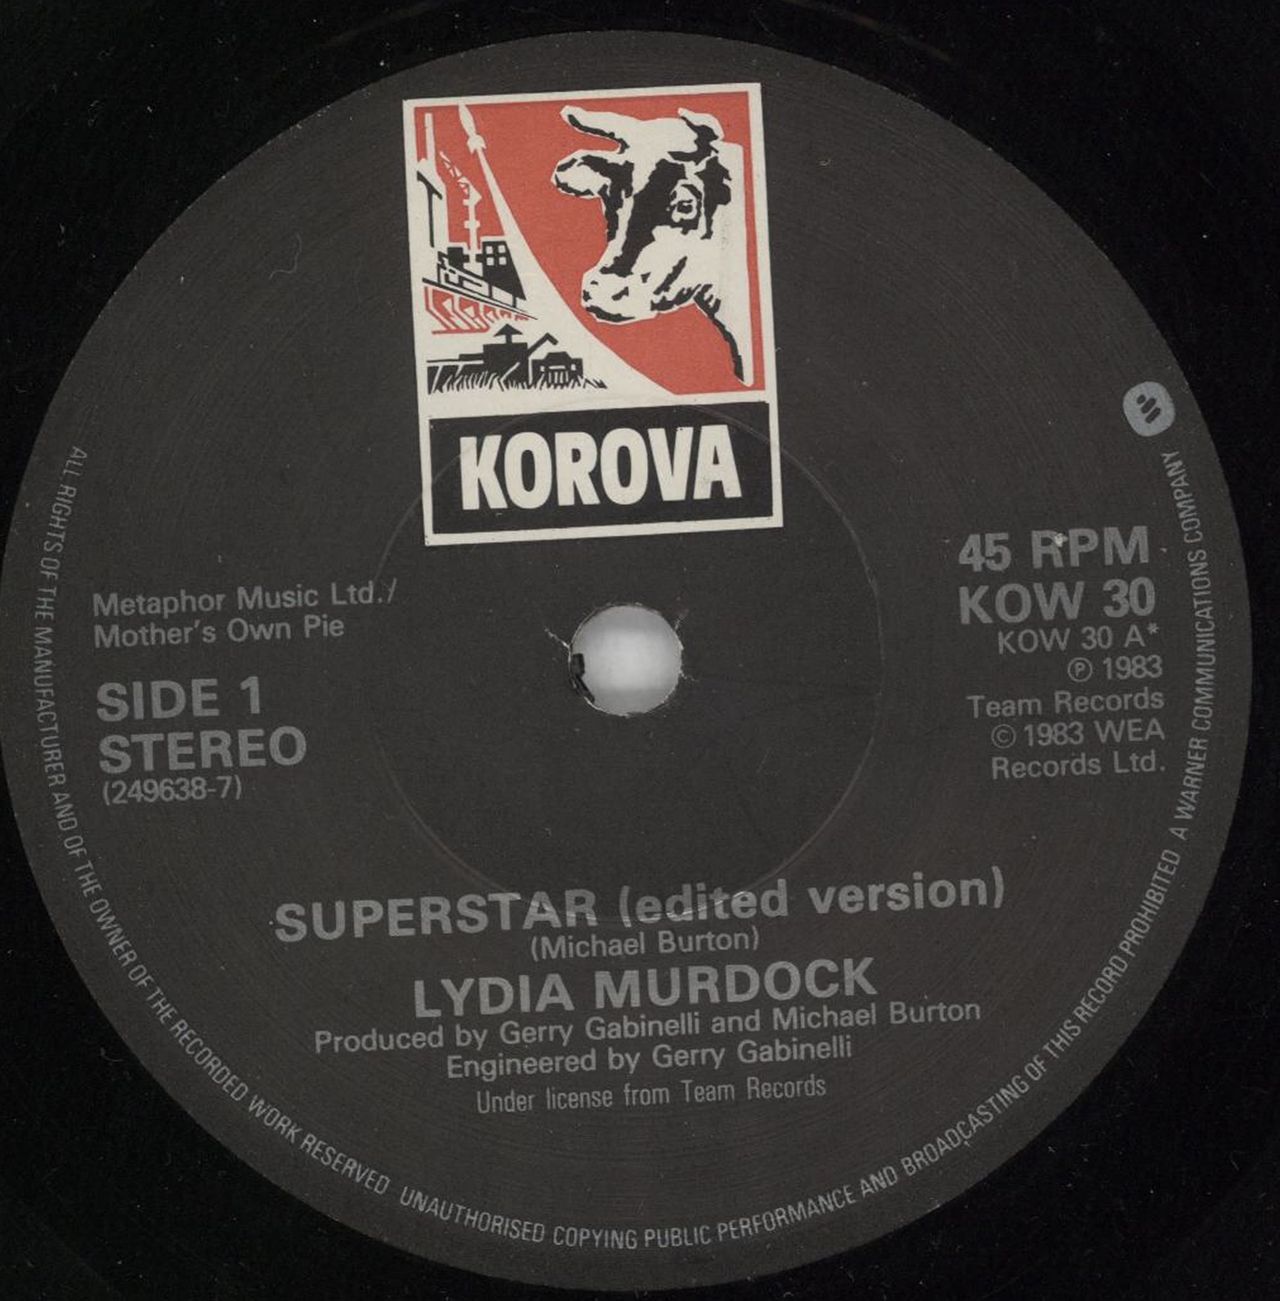 KOROVA
Metaphor Music Ltd./
Mother's Own Pie
SIDE 1
STEREO
(249638-7)
45 RPM
KOW 30
KOW 30 A*
℗ 1983
Team Records
© 1983 WEA
Records Ltd.
SUPERSTAR (edited version)
(Michael Burton)
LYDIA MURDOCK
Produced by Gerry Gabinelli and Michael Burton
Engineered by Gerry Gabinelli
Under license from Team Records
ALL RIGHTS OF THE MANUFACTURER AND OF THE OWNER OF THE RECORDED WORK RESERVED UNAUTHORISED COPYING PUBLIC PERFORMANCE AND BROADCASTING OF THIS RECORD PROHIBITED A WARNER COMMUNICATIONS COMPANY